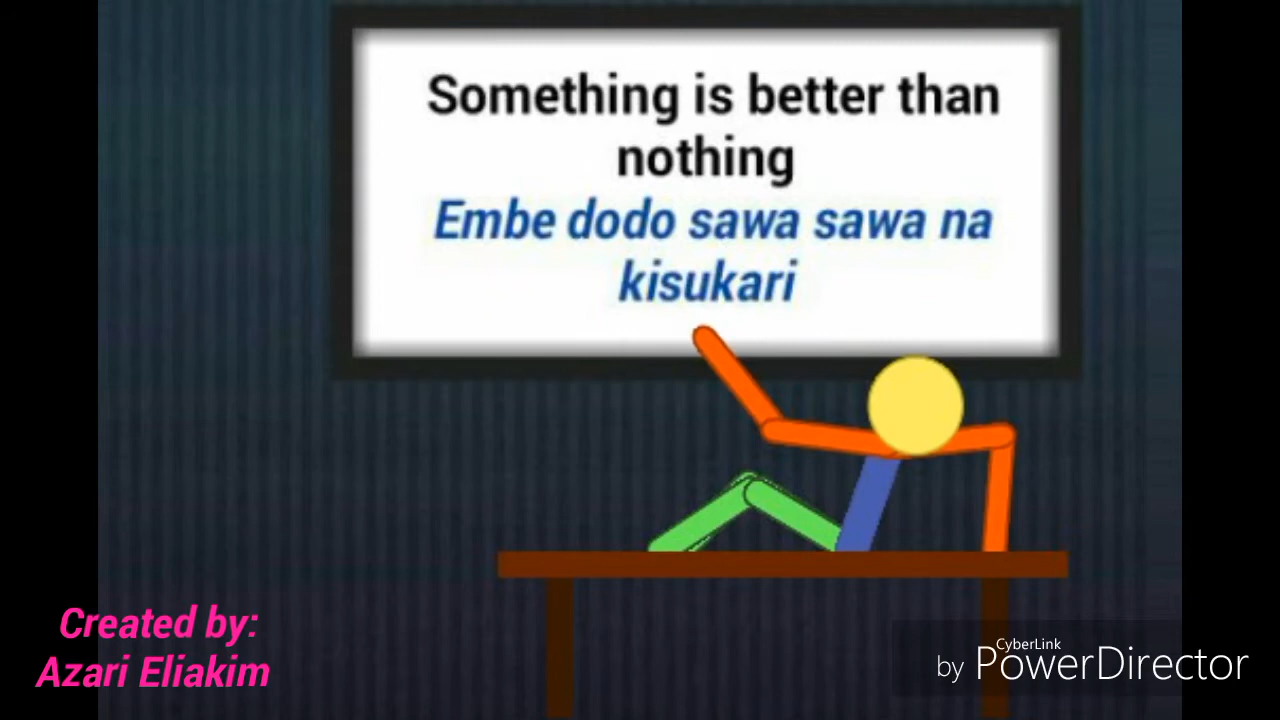 Something is better than
nothing
Embe dodo sawa sawa na
kisukari
Created by:
Azari Eliakim
CyberLink
by PowerDirector